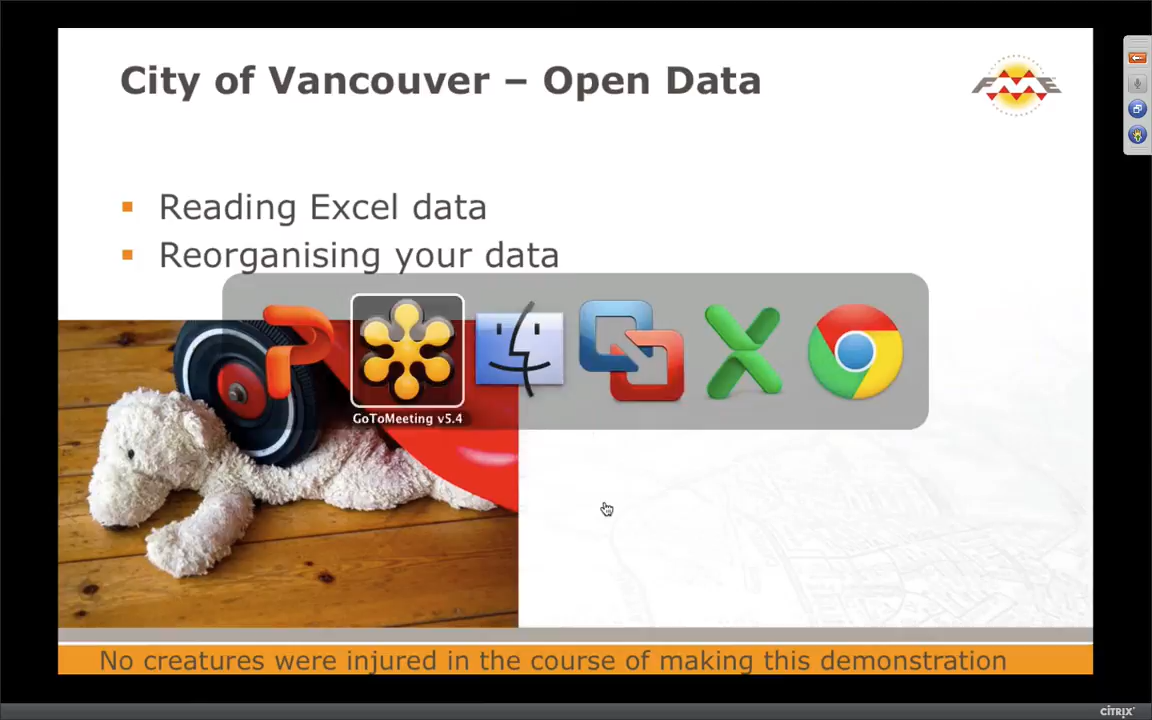 City of Vancouver – Open Data
FME
Reading Excel data
Reorganising your data
GoToMeeting v5.4
No creatures were injured in the course of making this demonstration
CITRIX